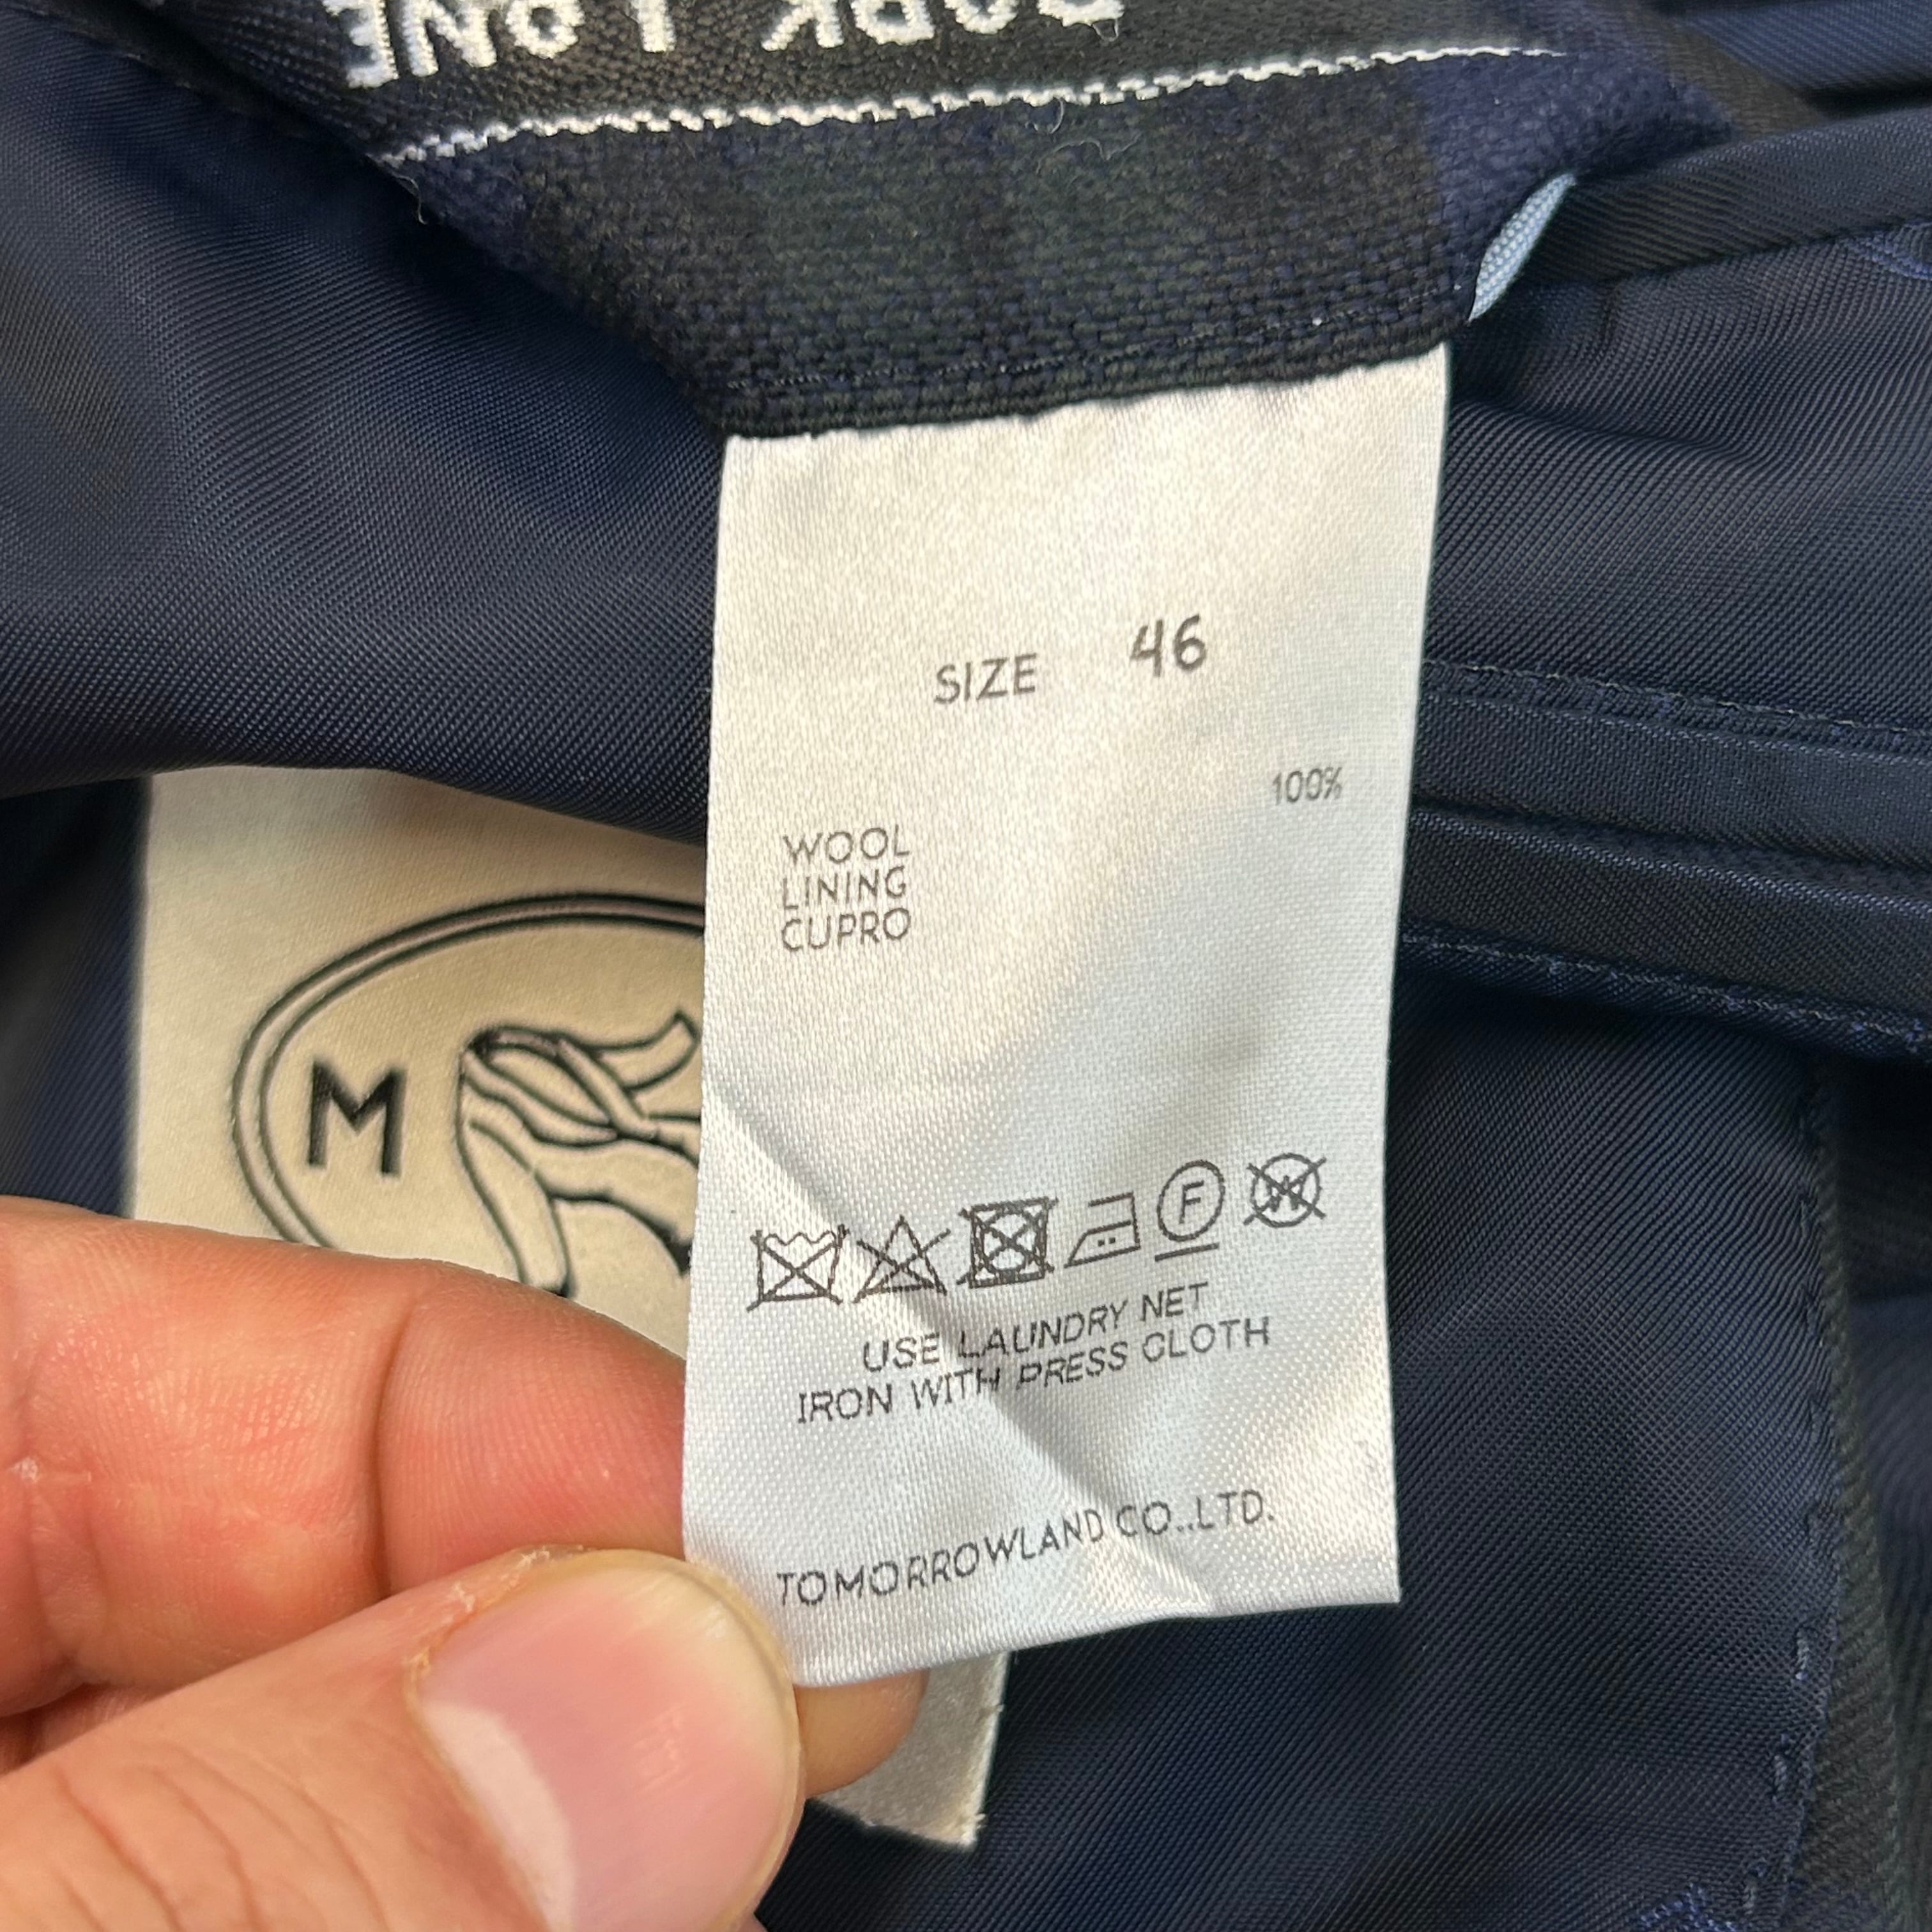 SIZE 46
100%
WOOL
LINING
CUPRO
M
F
W
USE LAUNDRY NET
IRON WITH PRESS CLOTH
TOMORROWLAND CO.,LTD.